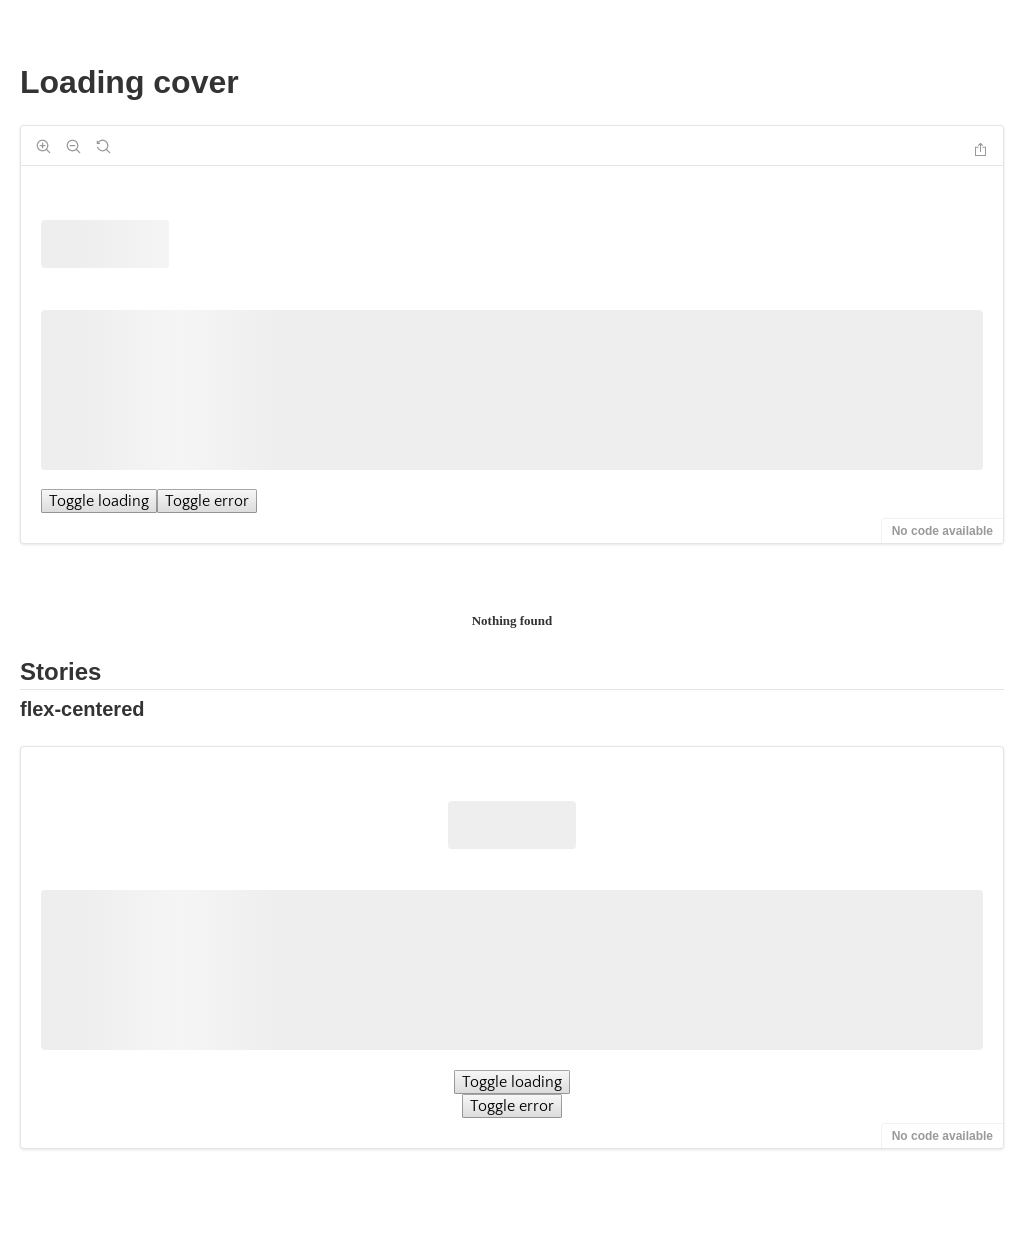 Loading cover
Toggle loading Toggle error
No code available
Nothing found
Stories
flex-centered
Toggle loading
Toggle error
No code available